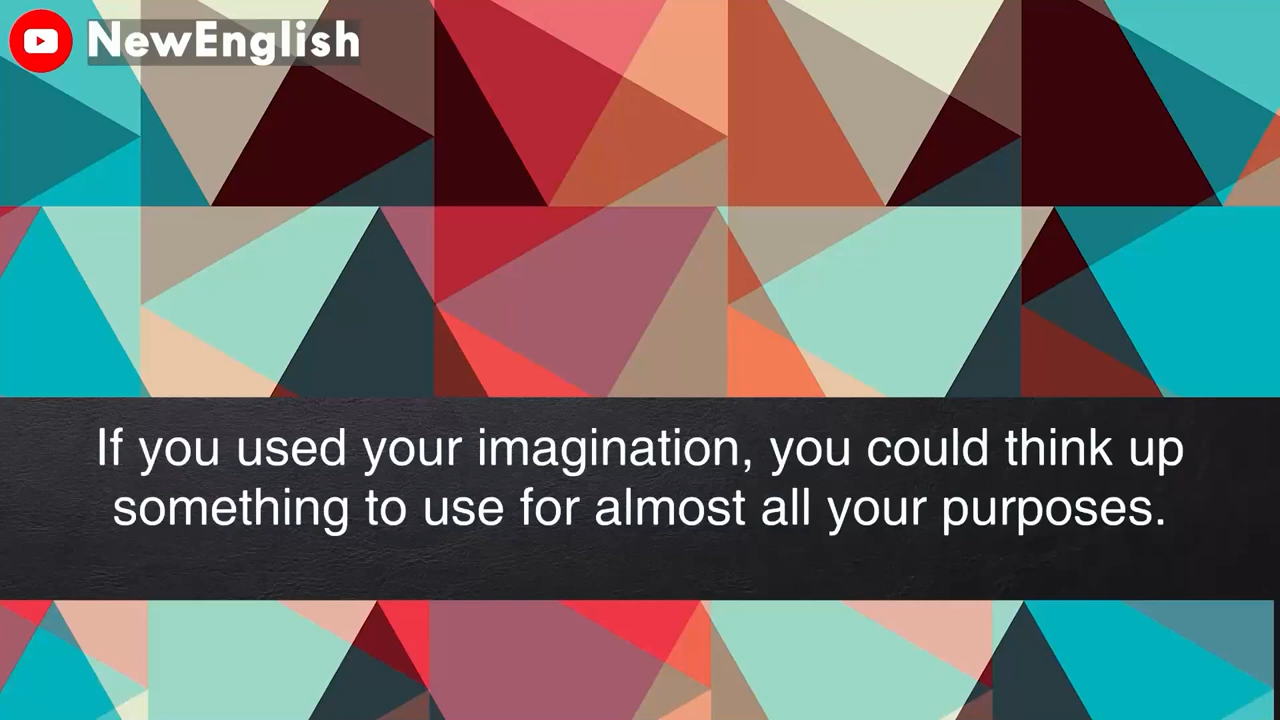 NewEnglish
If you used your imagination, you could think up
something to use for almost all your purposes.